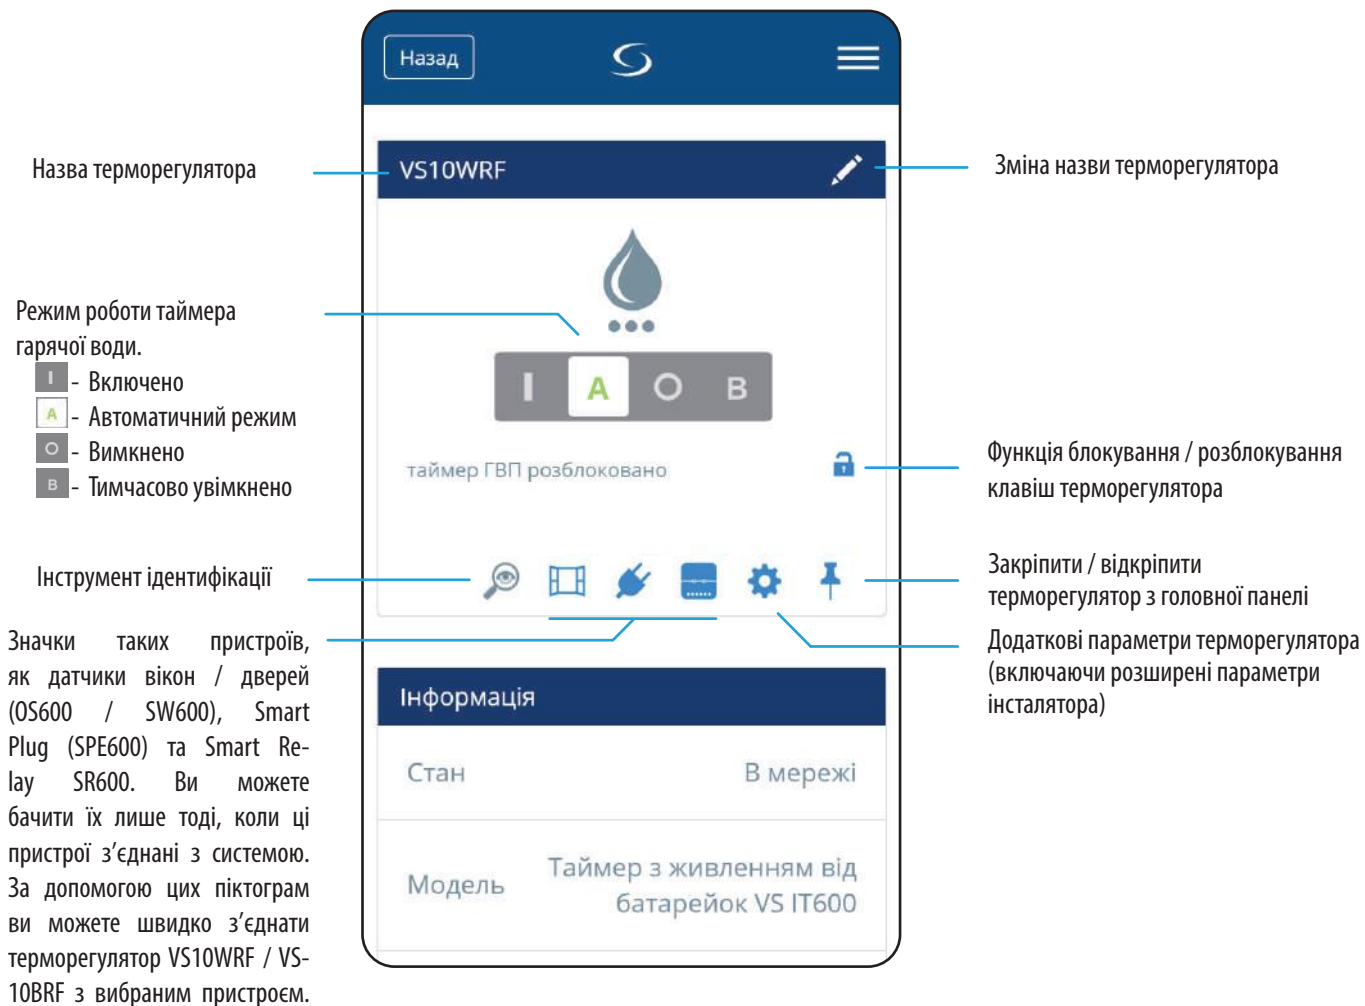 Назад
Назва терморегулятора
VS10WRF
Зміна назви терморегулятора
Режим роботи таймера
гарячої води.
I - Включено
A - Автоматичний режим
O - Вимкнено
B - Тимчасово увімкнено
I A O B
таймер ГВП розблоковано
Функція блокування / розблокування
клавіш терморегулятора
Інструмент ідентифікації
Закріпити / відкріпити
терморегулятор з головної панелі
Додаткові параметри терморегулятора
(включаючи розширені параметри
інсталятора)
Значки таких пристроїв,
як датчики вікон / дверей
(OS600 / SW600), Smart
Plug (SPE600) та Smart Re-
lay SR600. Ви можете
бачити їх лише тоді, коли ці
пристрої з’єднані з системою.
За допомогою цих піктограм
ви можете швидко з’єднати
терморегулятор VS10WRF / VS-
10BRF з вибраним пристроєм.
Інформація
Стан В мережі
Модель Таймер з живленням від
батарейок VS IT600